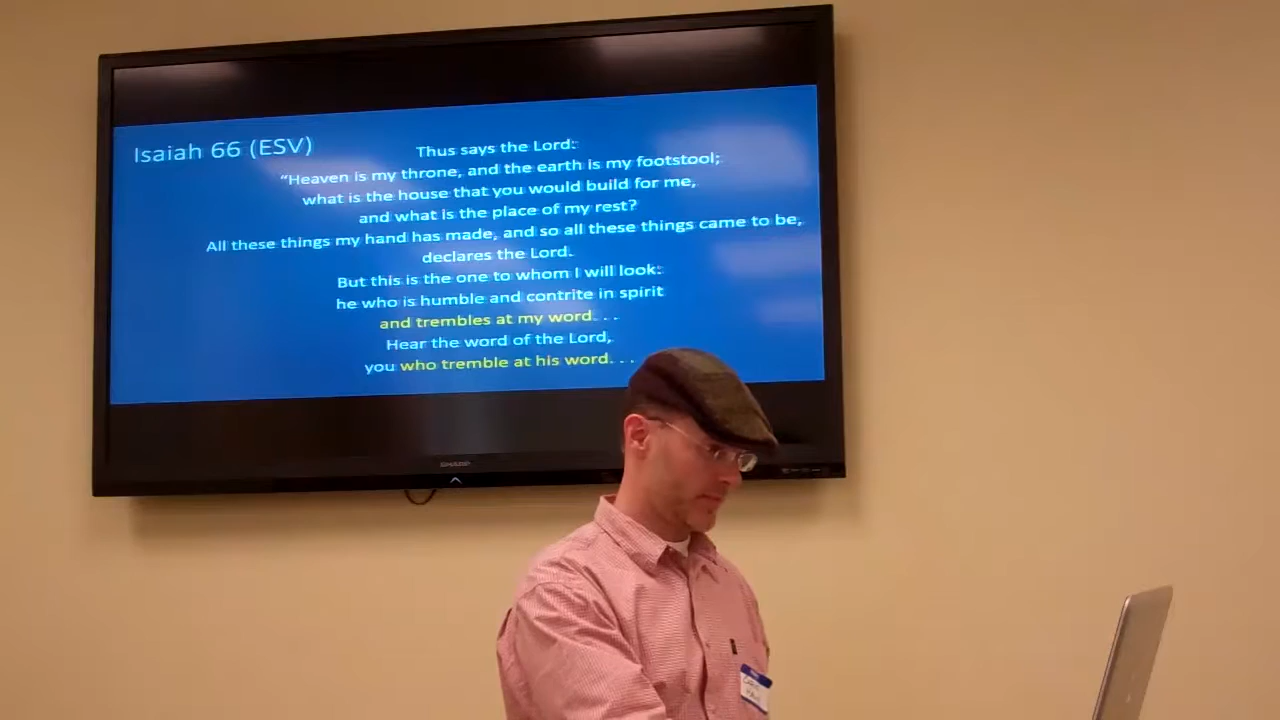 Isaiah 66 (ESV)
Thus says the Lord:
“Heaven is my throne, and the earth is my footstool;
what is the house that you would build for me,
and what is the place of my rest?
All these things my hand has made, and so all these things came to be,
declares the Lord.
But this is the one to whom I will look:
he who is humble and contrite in spirit
and trembles at my word. . .
Hear the word of the Lord,
you who tremble at his word. . .
SHARP